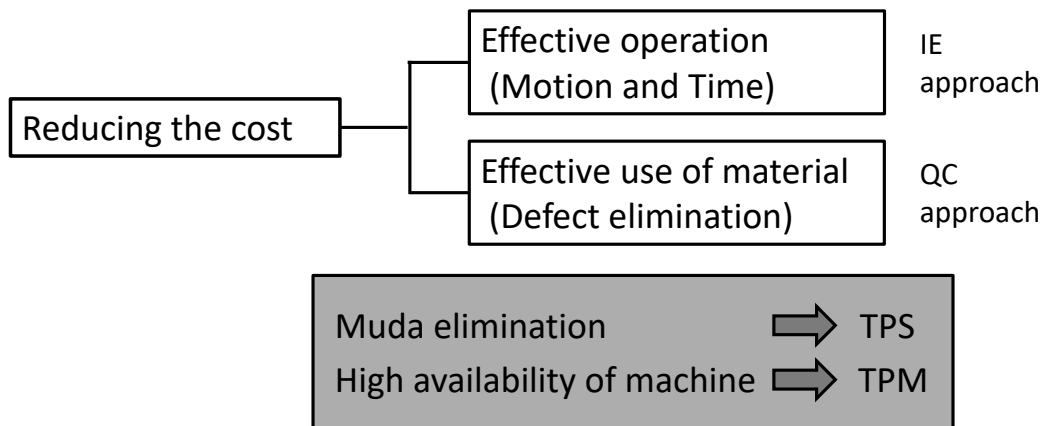 Effective operation
(Motion and Time)
IE
approach
Reducing the cost
Effective use of material
(Defect elimination)
QC
approach
Muda elimination TPS
High availability of machine TPM